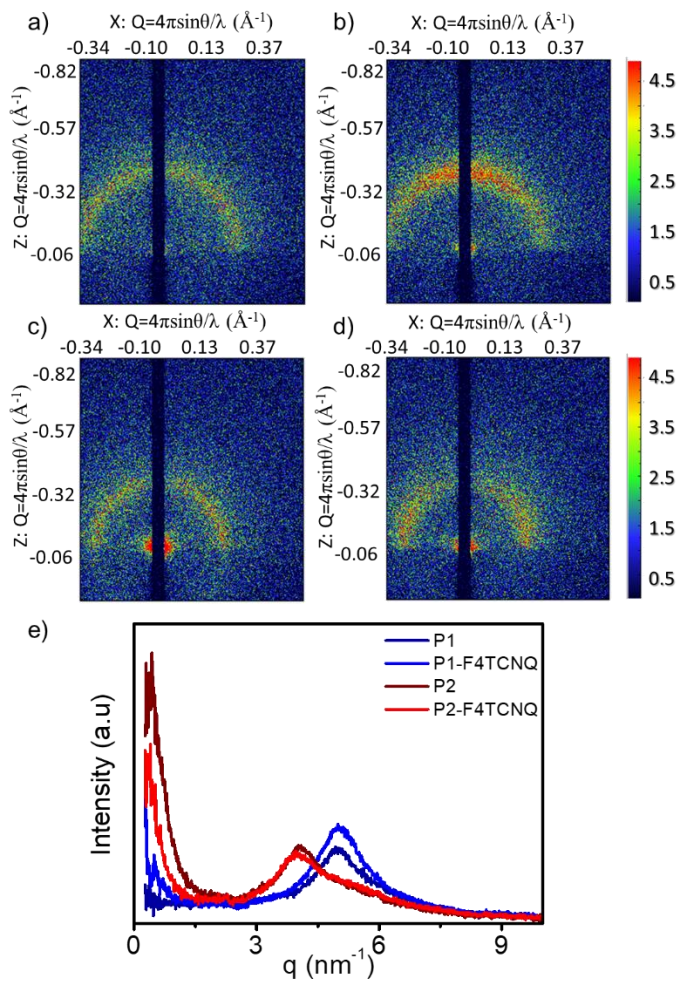 a) X: Q=4πsinθ/λ (Å-1) b) X: Q=4πsinθ/λ (Å-1)
-0.34 -0.10 0.13 0.37 -0.34 -0.10 0.13 0.37
Z: Q=4πsinθ/λ (Å-1)
-0.82
-0.57
-0.32
-0.06
Z: Q=4πsinθ/λ (Å-1)
-0.82
-0.57
-0.32
-0.06
4.5
3.5
2.5
1.5
0.5
c) X: Q=4πsinθ/λ (Å-1) d) X: Q=4πsinθ/λ (Å-1)
-0.34 -0.10 0.13 0.37 -0.34 -0.10 0.13 0.37
Z: Q=4πsinθ/λ (Å-1)
-0.82
-0.57
-0.32
-0.06
Z: Q=4πsinθ/λ (Å-1)
-0.82
-0.57
-0.32
-0.06
4.5
3.5
2.5
1.5
0.5
e)
P1
P1-F4TCNQ
P2
P2-F4TCNQ
Intensity (a.u)
0 3 6 9
q (nm-1)